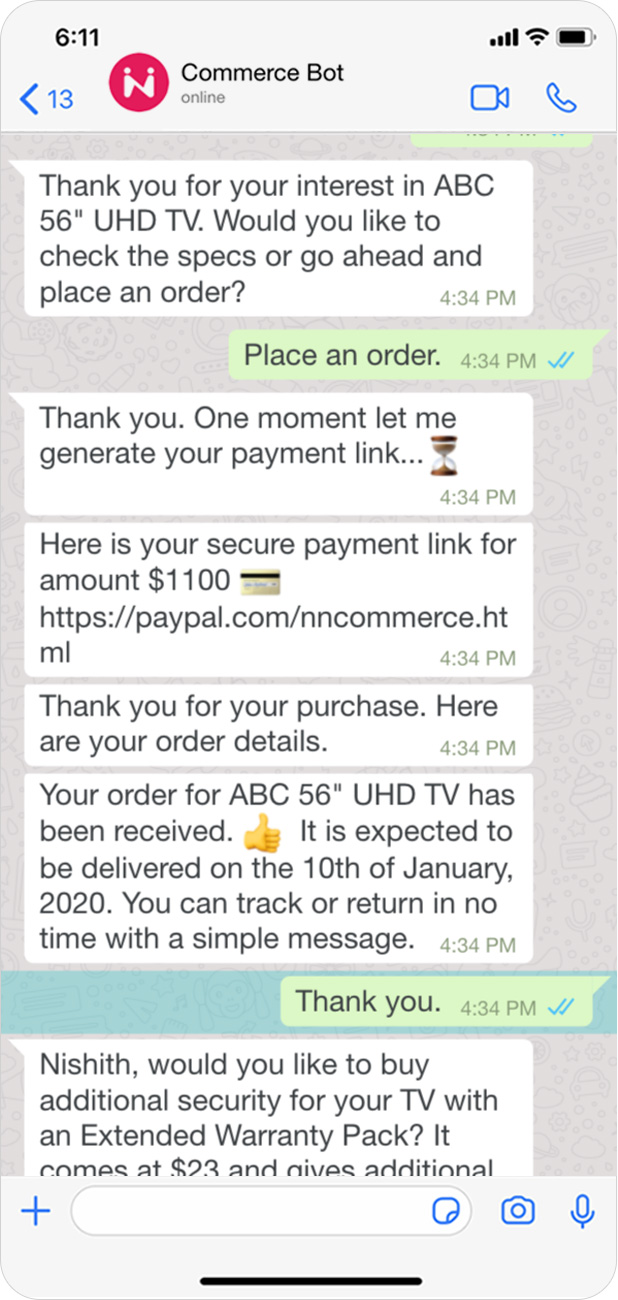 6:11
13
Commerce Bot
online
Thank you for your interest in ABC
56" UHD TV. Would you like to
check the specs or go ahead and
place an order?
4:34 PM
Place an order. 4:34 PM
Thank you. One moment let me
generate your payment link...
4:34 PM
Here is your secure payment link for
amount $1100
https://paypal.com/nncommerce.ht
ml
4:34 PM
Thank you for your purchase. Here
are your order details.
4:34 PM
Your order for ABC 56" UHD TV has
been received. 👍 It is expected to
be delivered on the 10th of January,
2020. You can track or return in no
time with a simple message.
4:34 PM
Thank you. 4:34 PM
Nishith, would you like to buy
additional security for your TV with
an Extended Warranty Pack? It
comes at $23 and gives additional